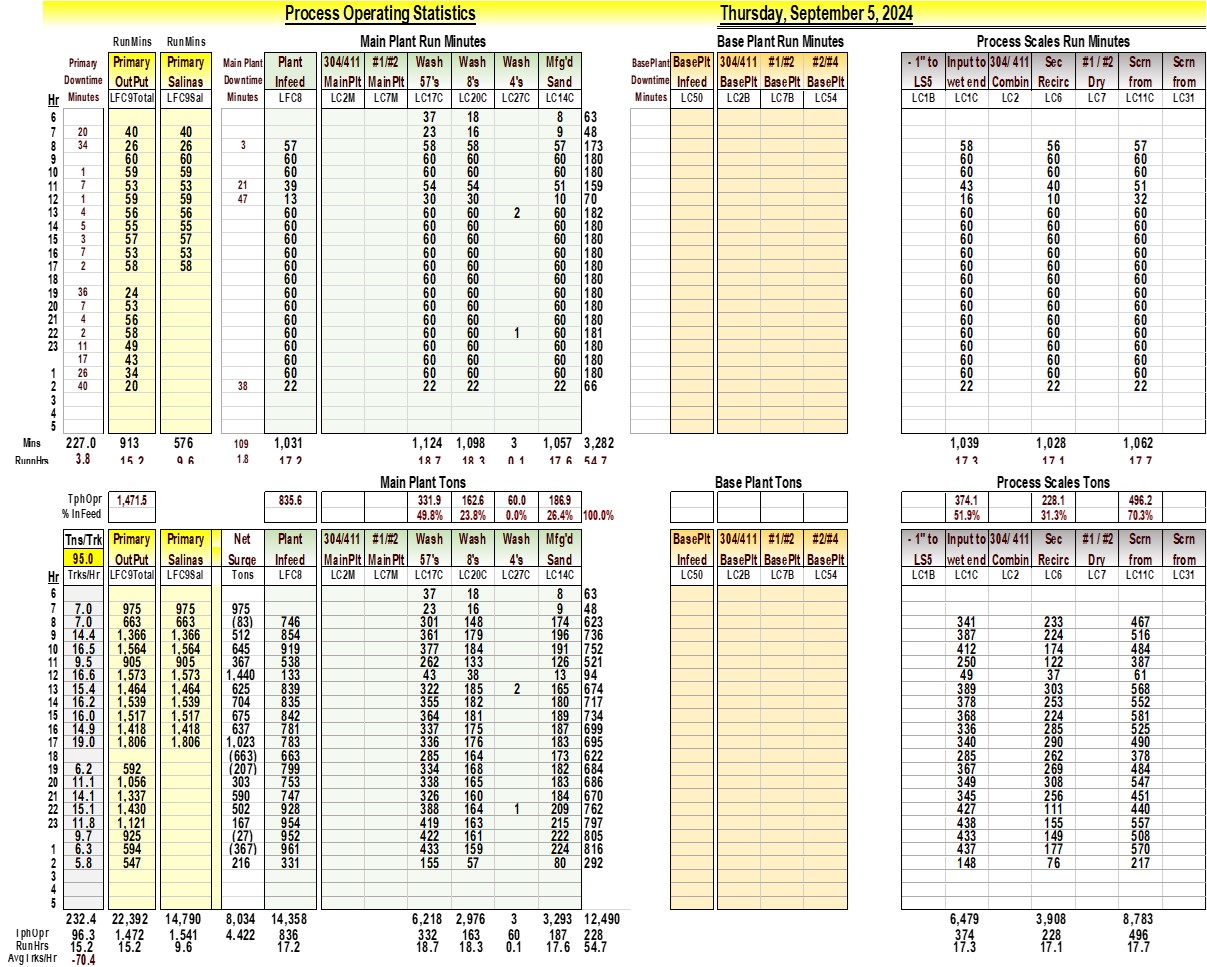 Process Operating Statistics Thursday, September 5, 2024
RunMins RunMins Main Plant Run Minutes Base Plant Run Minutes Process Scales Run Minutes
Primary Primary Primary Main Plant Plant 304/411 #1/#2 Wash Wash Wash Mfg'd BasePlant BasePlt 304/411 #1/#2 #2/#4 - 1" to Input to 304/ 411 Sec #1 / #2 Scrn Scrn
Downtime OutPut Salinas Downtime Infeed MainPlt MainPlt 57's 8's 4's Sand Downtime Infeed BasePlt BasePlt BasePlt LS5 wet end Combin Recirc Dry from from
Hr Minutes LFC9Total LFC9Sal Minutes LFC8 LC2M LC7M LC17C LC20C LC27C LC14C Minutes LC50 LC2B LC7B LC54 LC1B LC1C LC2 LC6 LC7 LC11C LC31
6 37 18 8 63
7 20 40 40 23 16 9 48
8 34 26 26 3 57 58 58 57 173 58 56 57
9 60 60 60 60 60 60 180 60 60 60
10 1 59 59 60 60 60 60 180 60 60 60
11 7 53 53 21 39 54 54 51 159 43 40 51
12 1 59 59 47 13 30 30 10 70 16 10 32
13 4 56 56 60 60 60 2 60 182 60 60 60
14 5 55 55 60 60 60 60 180 60 60 60
15 3 57 57 60 60 60 60 180 60 60 60
16 7 53 53 60 60 60 60 180 60 60 60
17 2 58 58 60 60 60 60 180 60 60 60
18 60 60 60 60 180 60 60 60
19 36 24 60 60 60 60 180 60 60 60
20 7 53 60 60 60 60 180 60 60 60
21 4 56 60 60 60 60 180 60 60 60
22 2 58 60 60 60 1 60 181 60 60 60
23 11 49 60 60 60 60 180 60 60 60
17 43 60 60 60 60 180 60 60 60
1 26 34 60 60 60 60 180 60 60 60
2 40 20 38 22 22 22 22 66 22 22 22
3
4
5
Mins 227.0 913 576 109 1,031 1,124 1,098 3 1,057 3,282 1,039 1,028 1,062
RunnHrs 3.8 15.2 9.6 1.8 17.2 18.7 18.3 0.1 17.6 54.7 17.3 17.1 17.7
Main Plant Tons Base Plant Tons Process Scales Tons
TphOpr 1,471.5 835.6 331.9 162.6 60.0 186.9 374.1 228.1 496.2
% InFeed 49.8% 23.8% 0.0% 26.4% 100.0% 51.9% 31.3% 70.3%
Tns/Trk Primary Primary Net Plant 304/411 #1/#2 Wash Wash Wash Mfg'd BasePlt 304/411 #1/#2 #2/#4 - 1" to Input to 304/ 411 Sec #1 / #2 Scrn Scrn
95.0 OutPut Salinas Surge Infeed MainPlt MainPlt 57's 8's 4's Sand Infeed BasePlt BasePlt BasePlt LS5 wet end Combin Recirc Dry from from
Hr Trks/Hr LFC9Total LFC9Sal Tons LFC8 LC2M LC7M LC17C LC20C LC27C LC14C LC50 LC2B LC7B LC54 LC1B LC1C LC2 LC6 LC7 LC11C LC31
6 37 18 8 63
7 7.0 975 975 975 23 16 9 48
8 7.0 663 663 (83) 746 301 148 174 623 341 233 467
9 14.4 1,366 1,366 512 854 361 179 196 736 387 224 516
10 16.5 1,564 1,564 645 919 377 184 191 752 412 174 484
11 9.5 905 905 367 538 262 133 126 521 250 122 387
12 16.6 1,573 1,573 1,440 133 43 38 13 94 49 37 61
13 15.4 1,464 1,464 625 839 322 185 2 165 674 389 303 568
14 16.2 1,539 1,539 704 835 355 182 180 717 378 253 552
15 16.0 1,517 1,517 675 842 364 181 189 734 368 224 581
16 14.9 1,418 1,418 637 781 337 175 187 699 336 285 525
17 19.0 1,806 1,806 1,023 783 336 176 183 695 340 290 490
18 (663) 663 285 164 173 622 285 262 378
19 6.2 592 (207) 799 334 168 182 684 367 269 484
20 11.1 1,056 303 753 338 165 183 686 349 308 547
21 14.1 1,337 590 747 326 160 184 670 345 256 451
22 15.1 1,430 502 928 388 164 1 209 762 427 111 440
23 11.8 1,121 167 954 419 163 215 797 438 155 557
9.7 925 (27) 952 422 161 222 805 433 149 508
1 6.3 594 (367) 961 433 159 224 816 437 177 570
2 5.8 547 216 331 155 57 80 292 148 76 217
3
4
5
232.4 22,392 14,790 8,034 14,358 6,218 2,976 3 3,293 12,490 6,479 3,908 8,783
TphOpr 96.3 1,472 1,541 4,422 836 332 163 60 187 228 374 228 496
RunHrs 15.2 15.2 9.6 17.2 18.7 18.3 0.1 17.6 54.7 17.3 17.1 17.7
AvgTrks/Hr -70.4